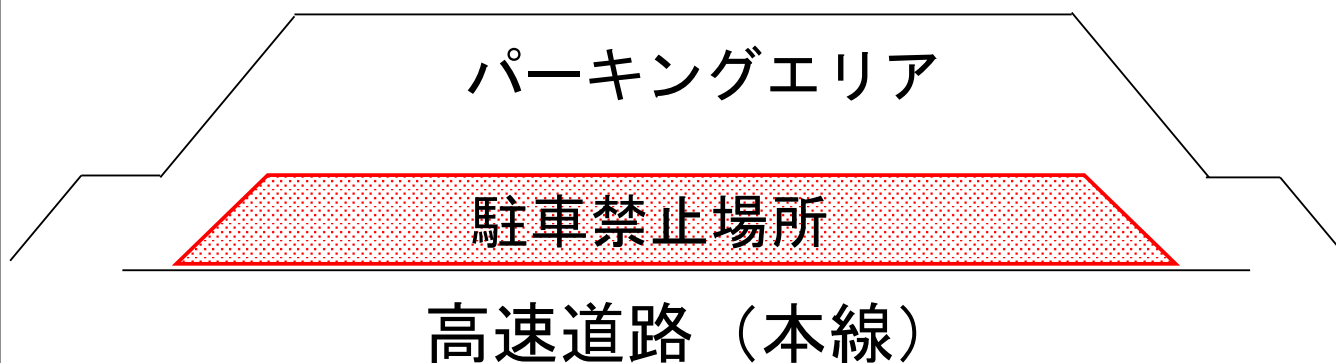 パーキングエリア
駐車禁止場所
高速道路（本線）